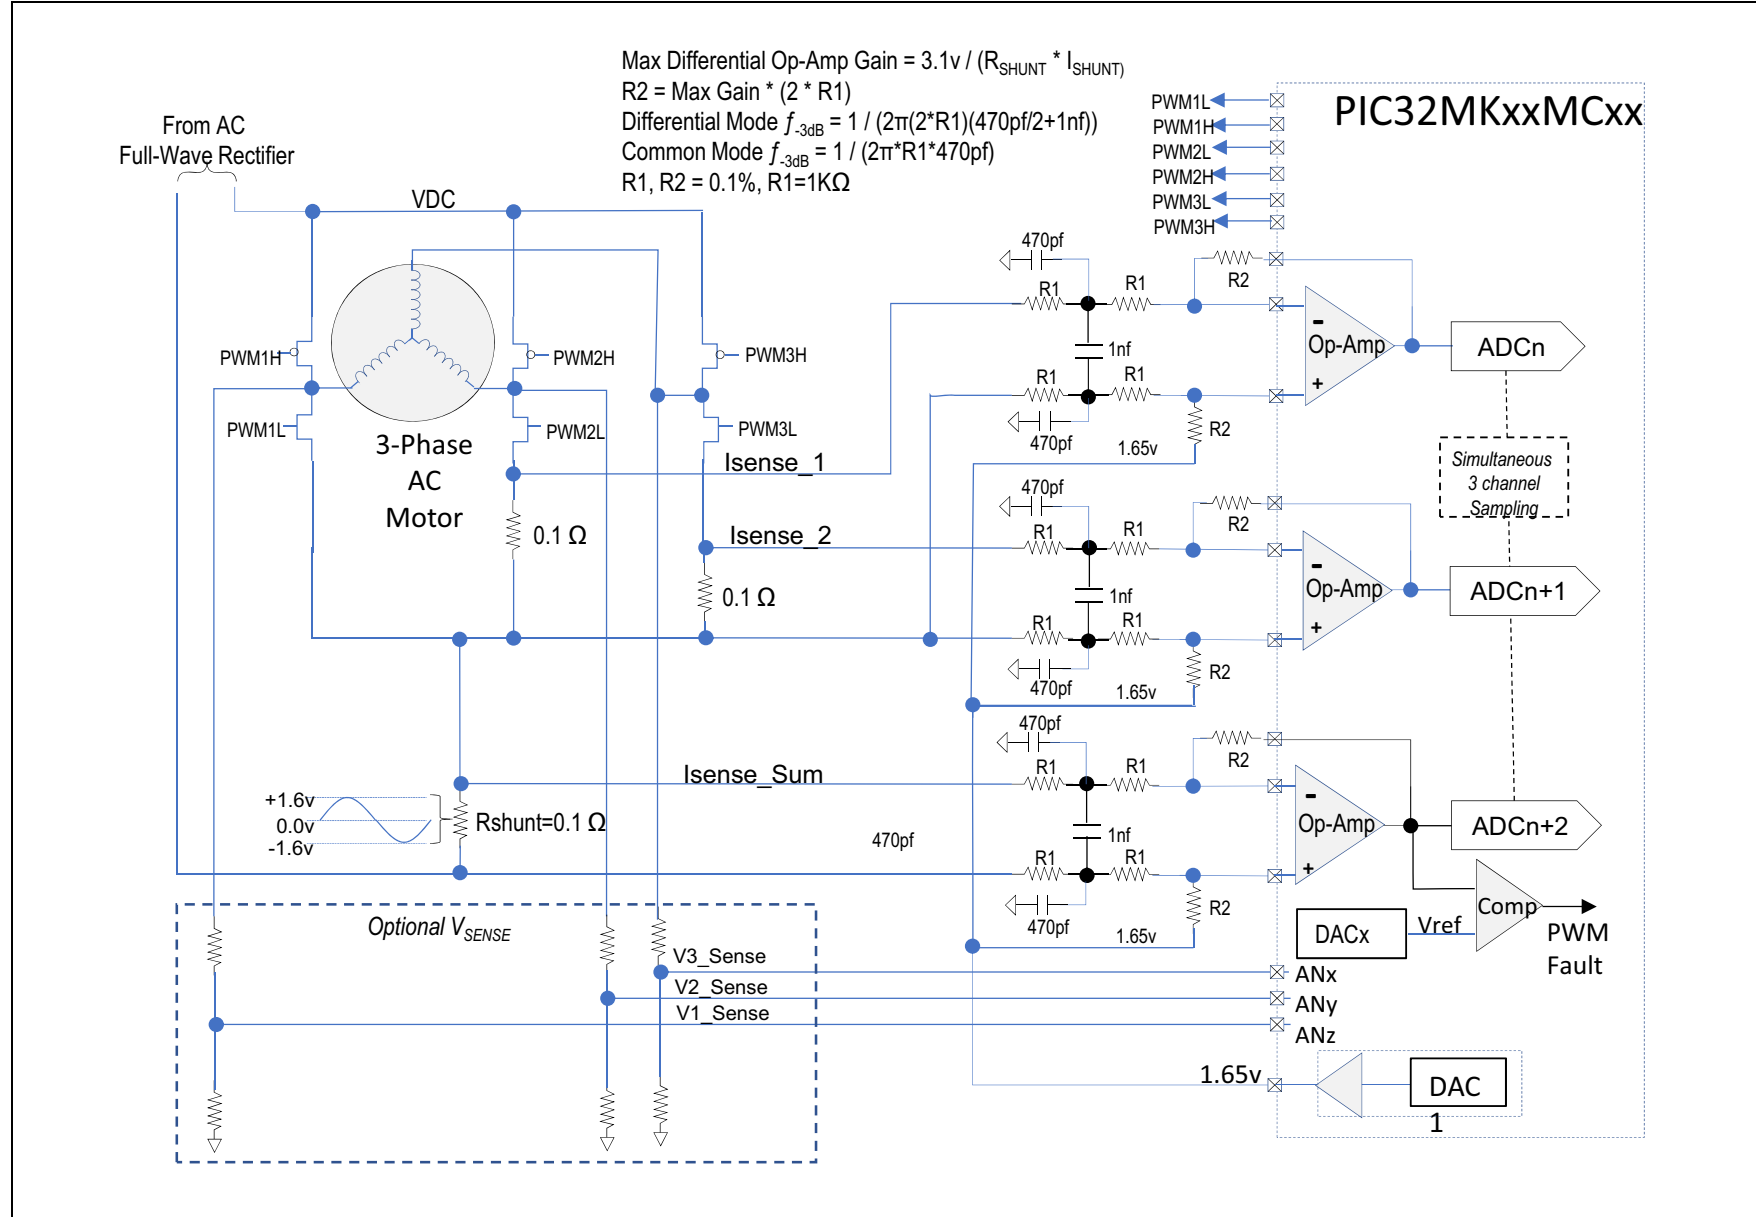 Max Differential Op-Amp Gain = 3.1v / (R_SHUNT * I_SHUNT)
R2 = Max Gain * (2 * R1)
Differential Mode ƒ-3dB = 1 / (2π(2*R1)(470pf/2+1nf))
Common Mode ƒ-3dB = 1 / (2π*R1*470pf)
R1, R2 = 0.1%, R1=1KΩ
PIC32MKxxMCxx
PWM1L
PWM1H
PWM2L
PWM2H
PWM3L
PWM3H
From AC
Full-Wave Rectifier
VDC
PWM1H
PWM2H
PWM3H
PWM1L
PWM2L
PWM3L
3-Phase
AC
Motor
Isense_1
0.1 Ω
Isense_2
0.1 Ω
Isense_Sum
+1.6v
0.0v
-1.6v
Rshunt=0.1 Ω
470pf
470pf
R1
R1
R2
1nf
R1
R1
470pf
R2
1.65v
-
Op-Amp
+
ADCn
Simultaneous
3 channel
Sampling
470pf
R1
R1
R2
1nf
R1
R1
470pf
R2
1.65v
-
Op-Amp
+
ADCn+1
470pf
R1
R1
R2
1nf
R1
R1
470pf
R2
1.65v
-
Op-Amp
+
ADCn+2
Comp
DACx
Vref
PWM
Fault
Optional V_SENSE
V3_Sense
V2_Sense
V1_Sense
ANx
ANy
ANz
1.65v
DAC
1